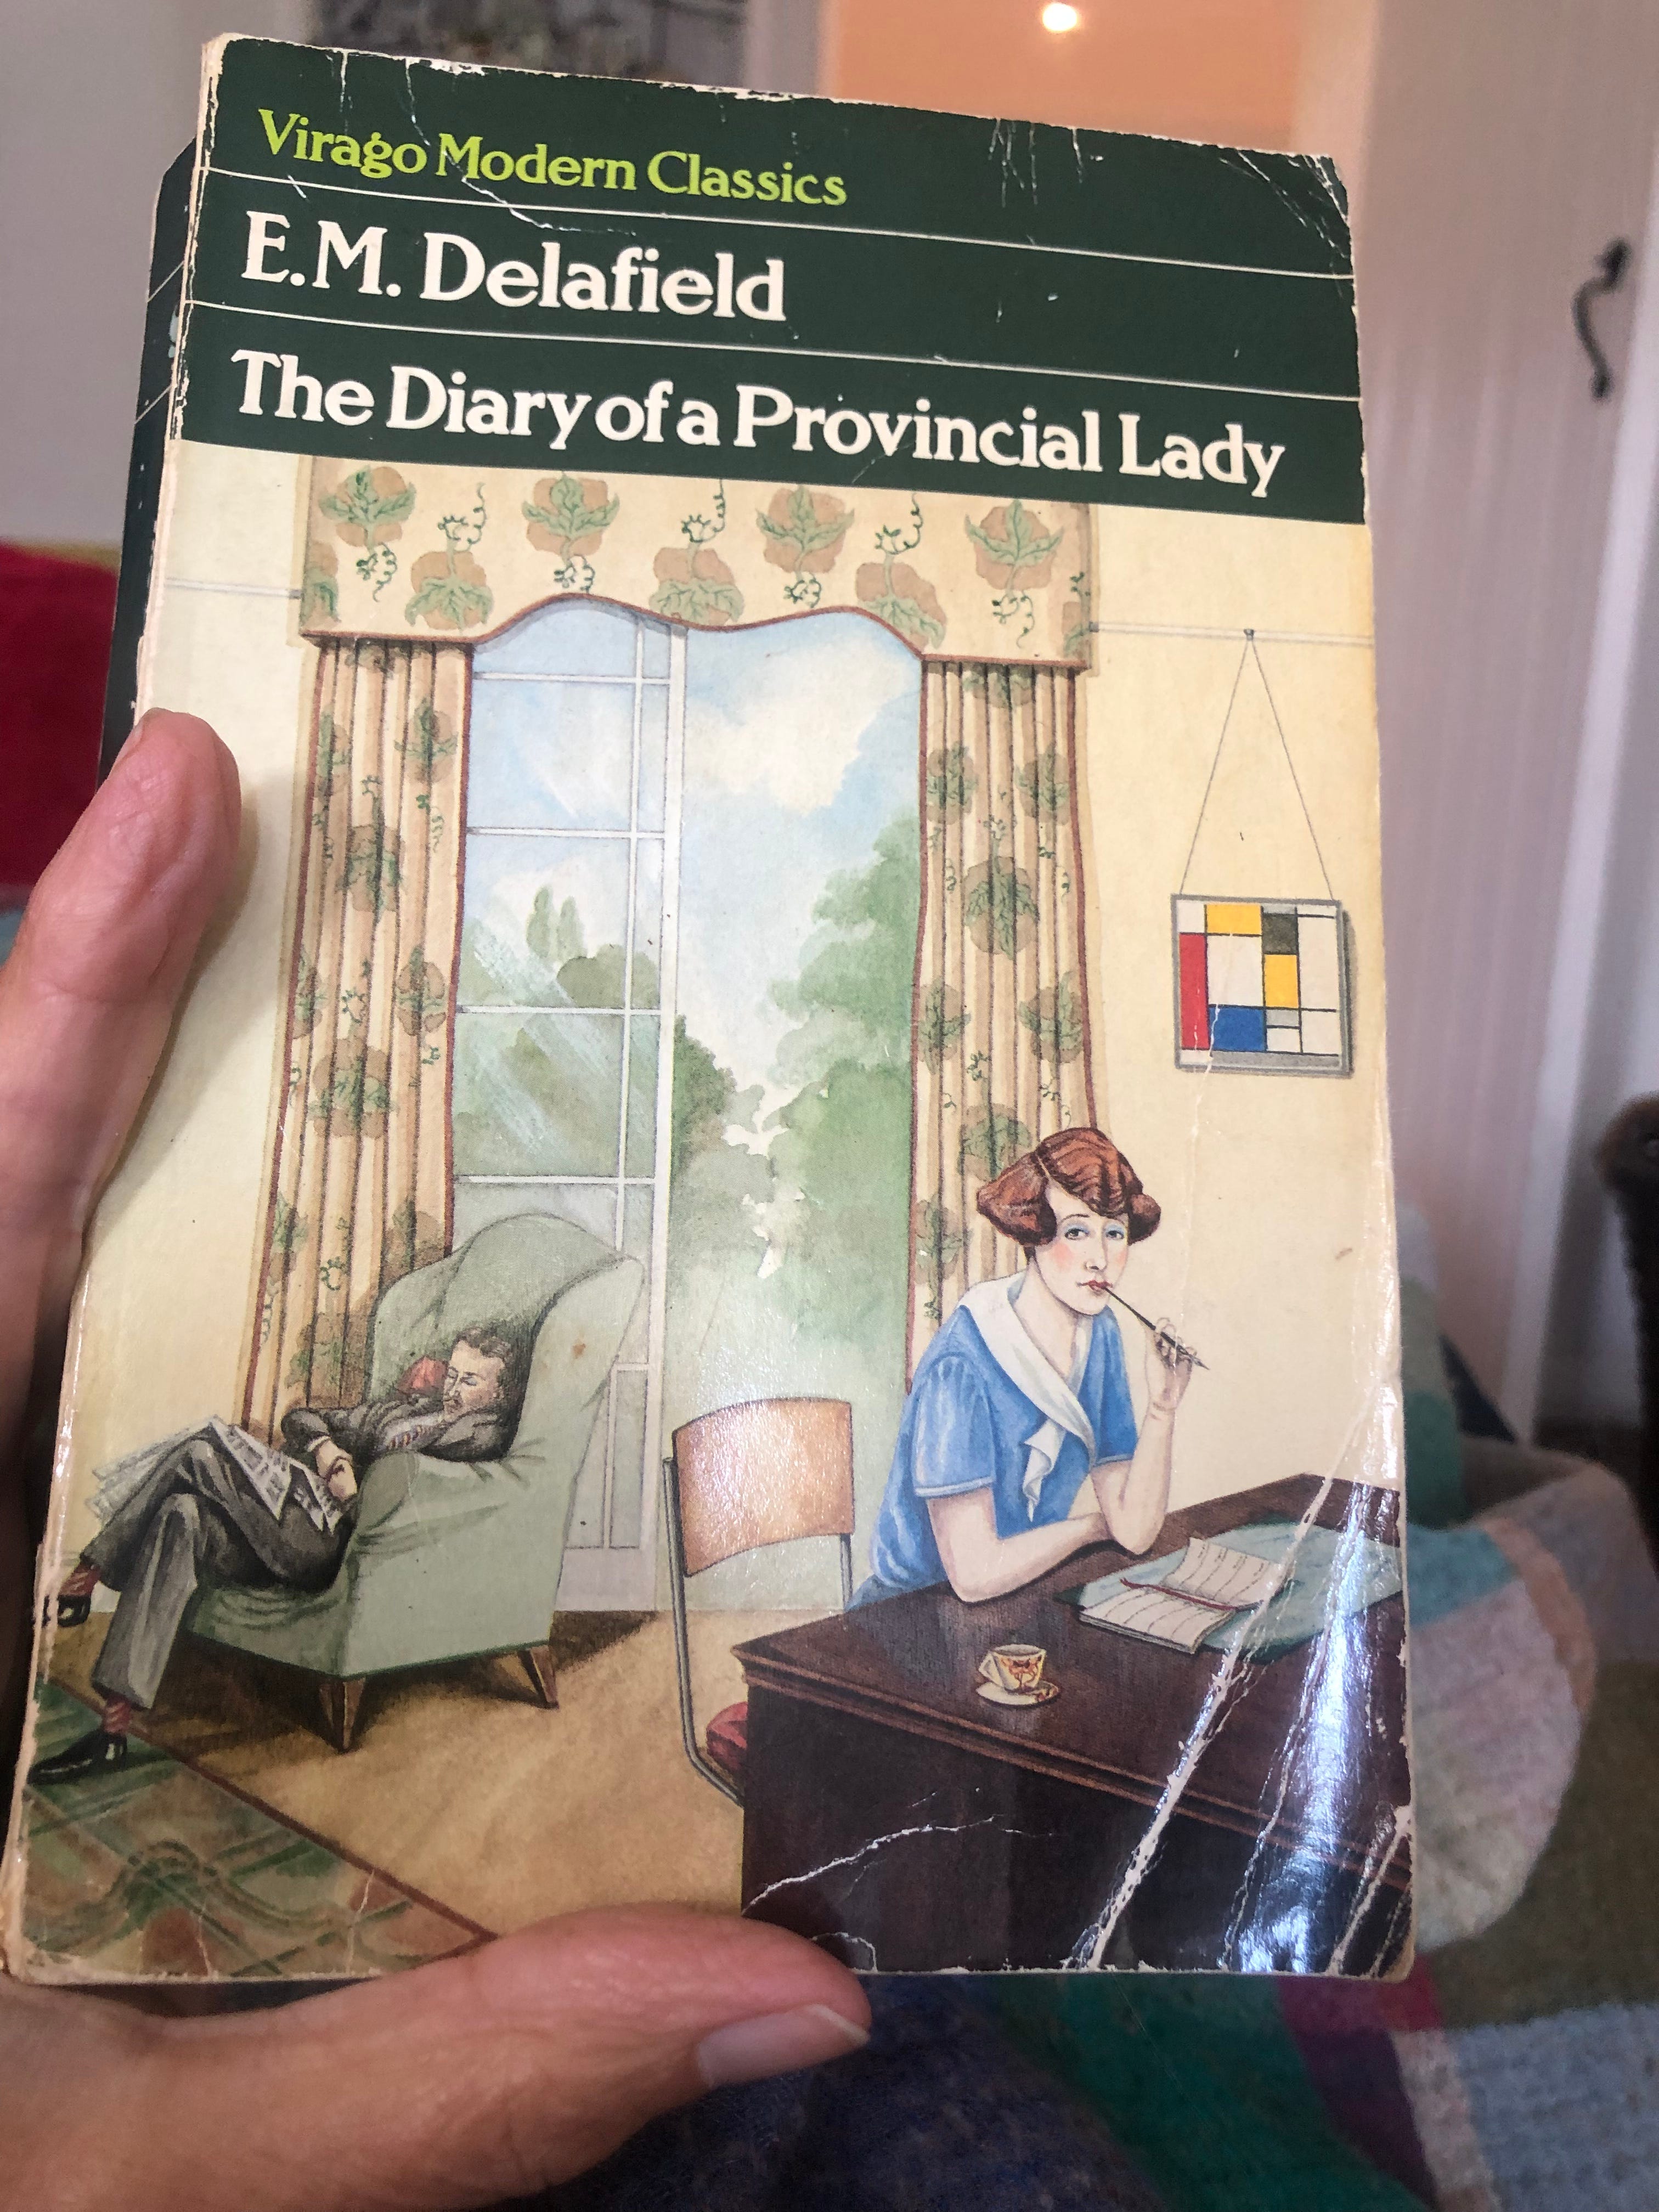 Virago Modern Classics
E.M. Delafield
The Diary of a Provincial Lady